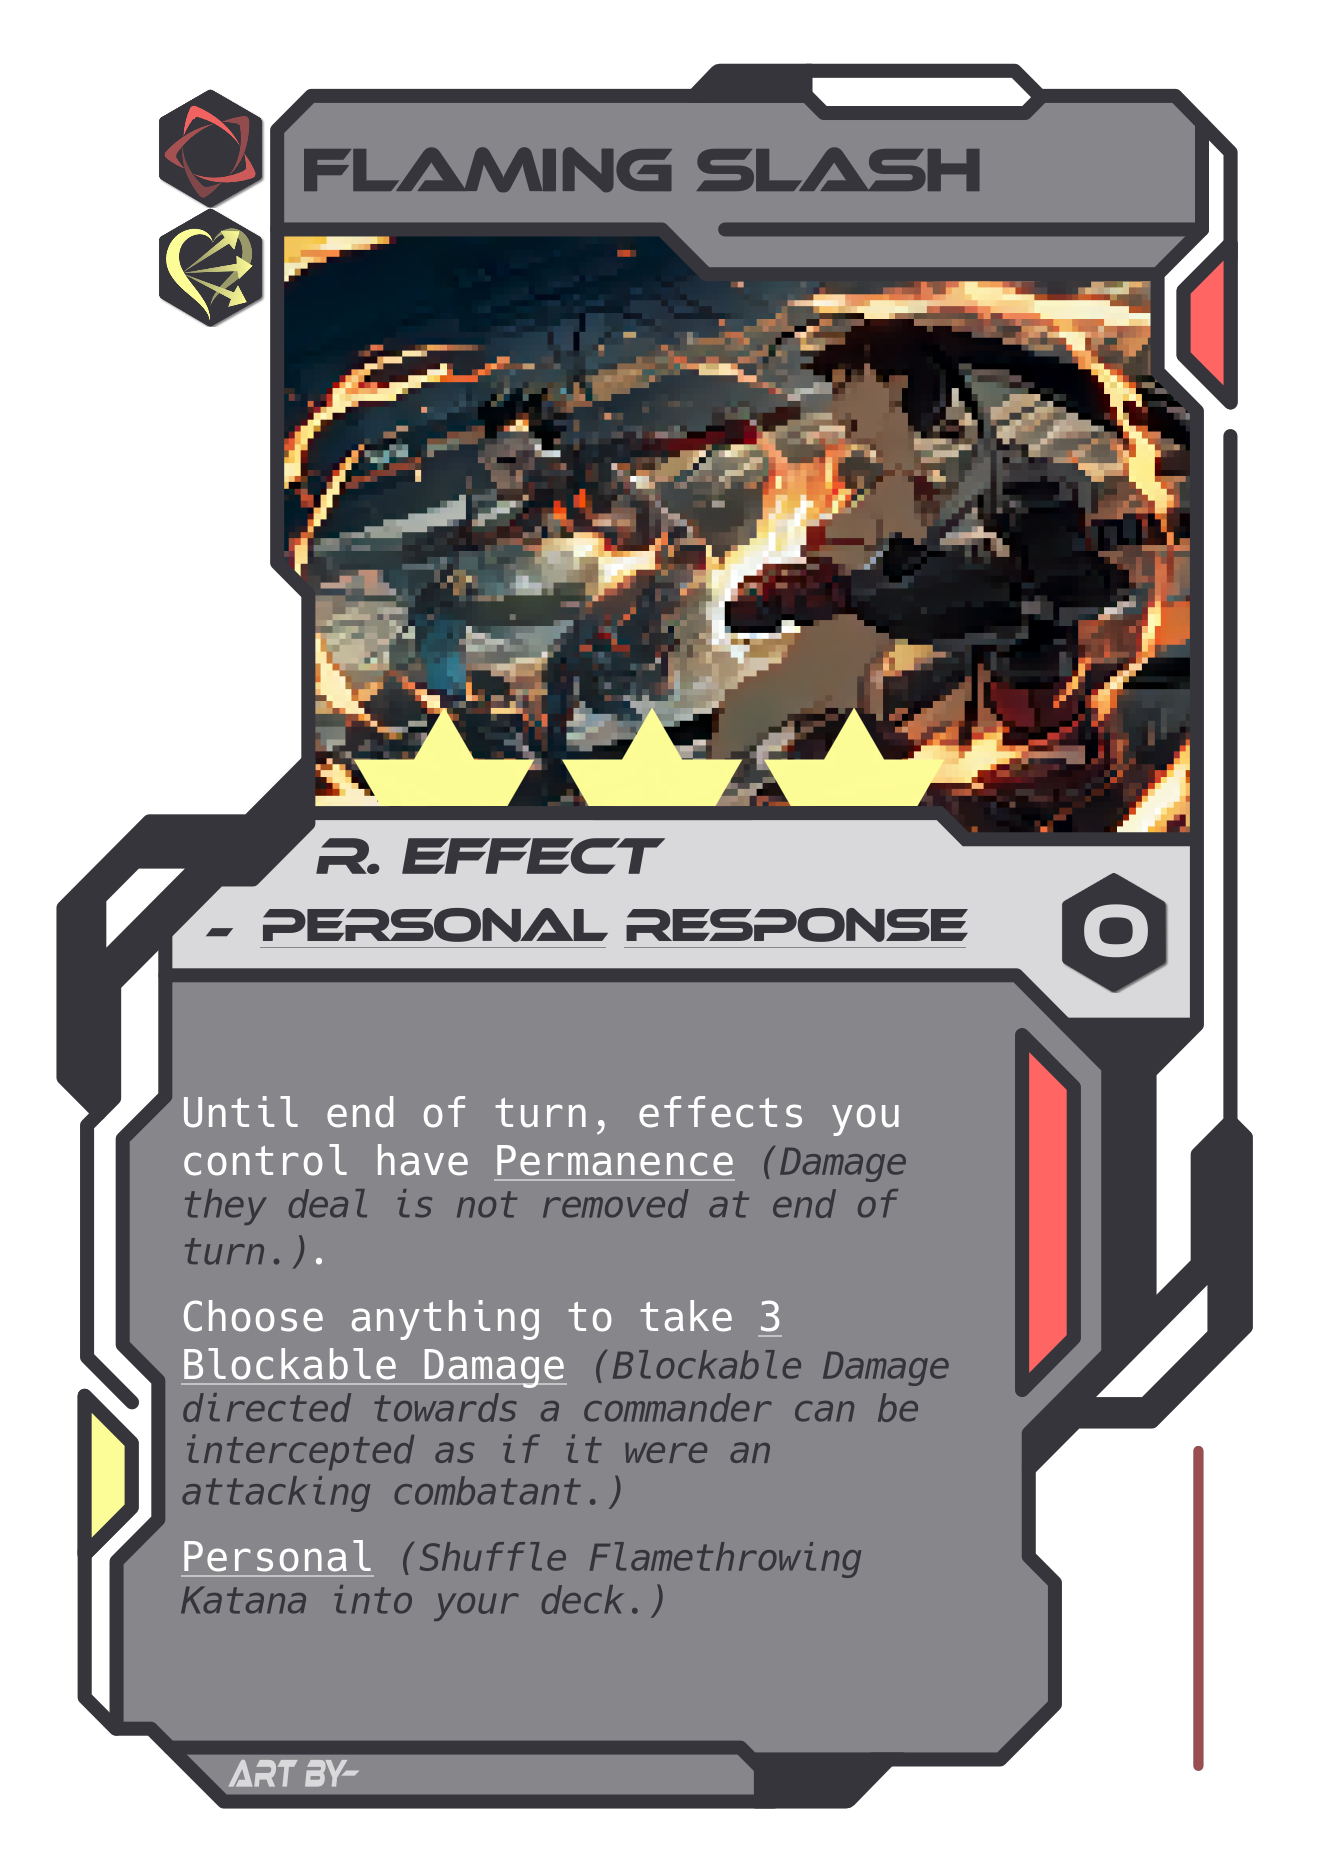 FLAMING SLASH
R. EFFECT
- PERSONAL RESPONSE
0
Until end of turn, effects you
control have Permanence (Damage
they deal is not removed at end of
turn.).
Choose anything to take 3
Blockable Damage (Blockable Damage
directed towards a commander can be
intercepted as if it were an
attacking combatant.)
Personal (Shuffle Flamethrowing
Katana into your deck.)
ART BY-